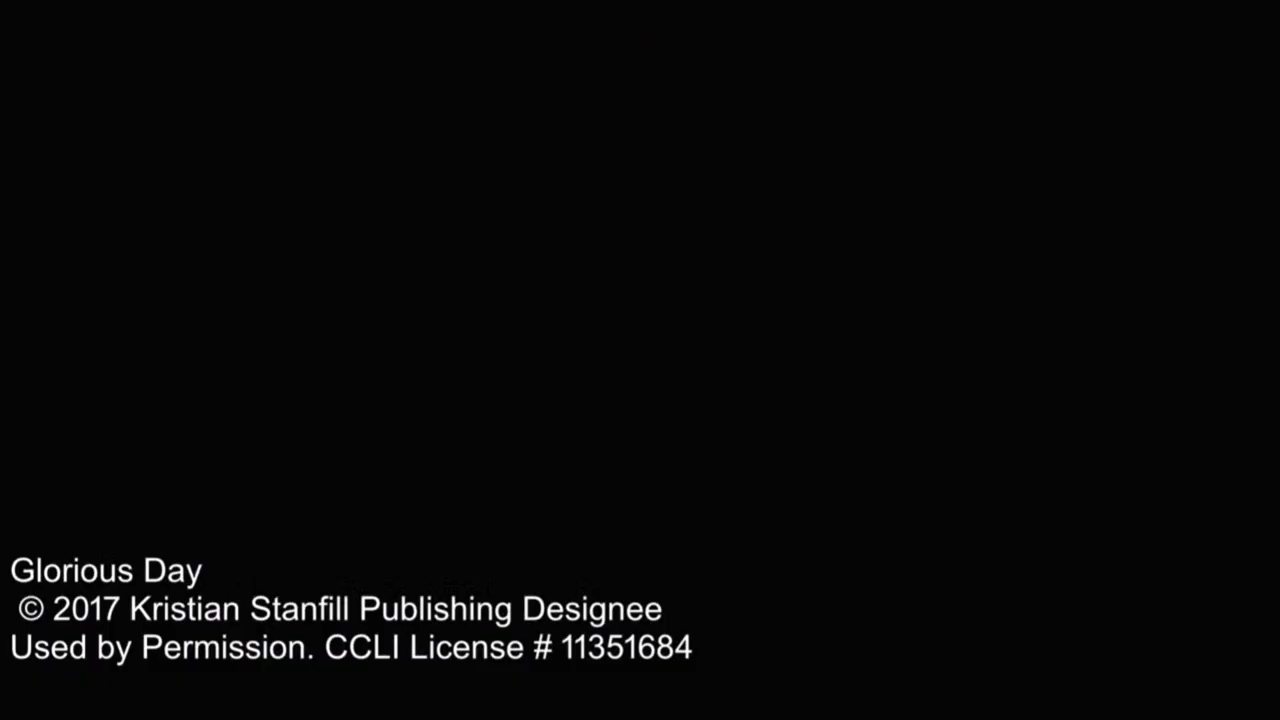 Glorious Day
© 2017 Kristian Stanfill Publishing Designee
Used by Permission. CCLI License # 11351684